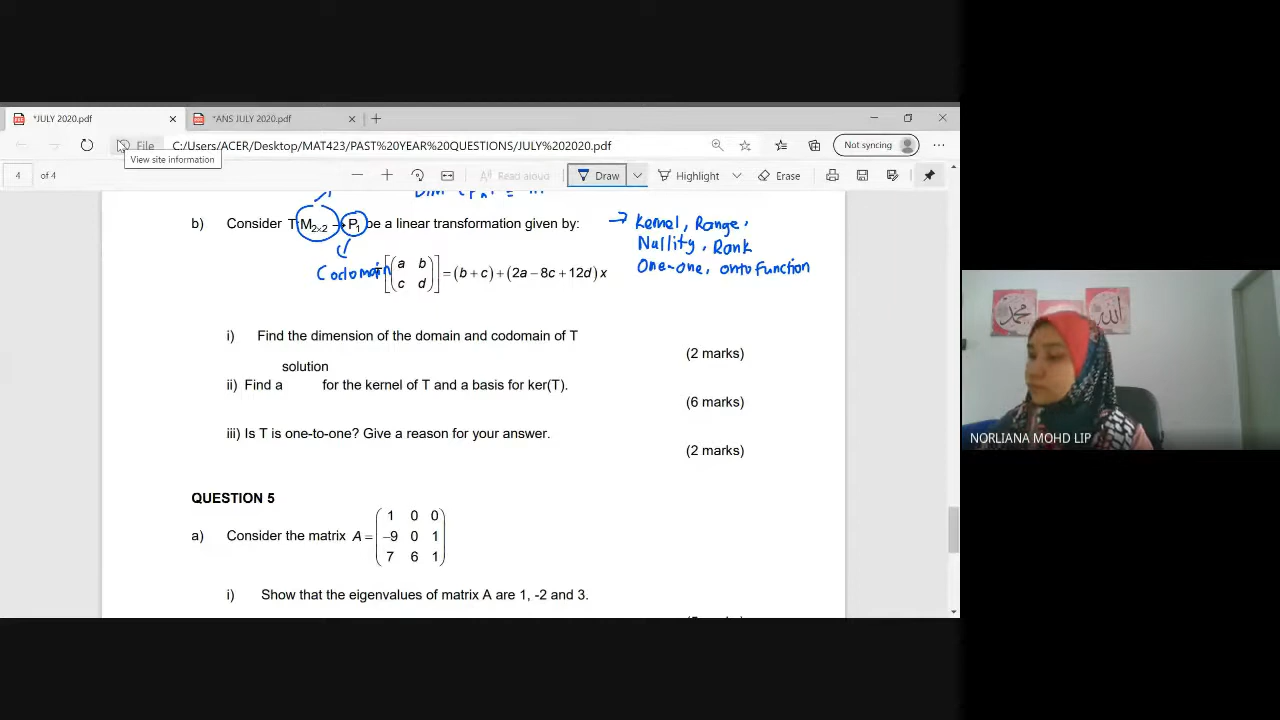 *JULY 2020.pdf
*ANS JULY 2020.pdf
File
C:/Users/ACER/Desktop/MAT423/PAST%20YEAR%20QUESTIONS/JULY%202020.pdf
Not syncing
View site information
4 of 4
Read aloud
Draw
Highlight
Erase
b) Consider T:M2×2 → P1 be a linear transformation given by:
→ Kernel, Range,
Nullity, Rank
One-one, onto Function
Codomain
[(a b
c d)] = (b + c) + (2a − 8c + 12d) x
i) Find the dimension of the domain and codomain of T
(2 marks)
solution
ii) Find a for the kernel of T and a basis for ker(T).
(6 marks)
iii) Is T is one-to-one? Give a reason for your answer.
(2 marks)
QUESTION 5
a) Consider the matrix A = (1 0 0
−9 0 1
7 6 1)
i) Show that the eigenvalues of matrix A are 1, -2 and 3.
NORLIANA MOHD LIP